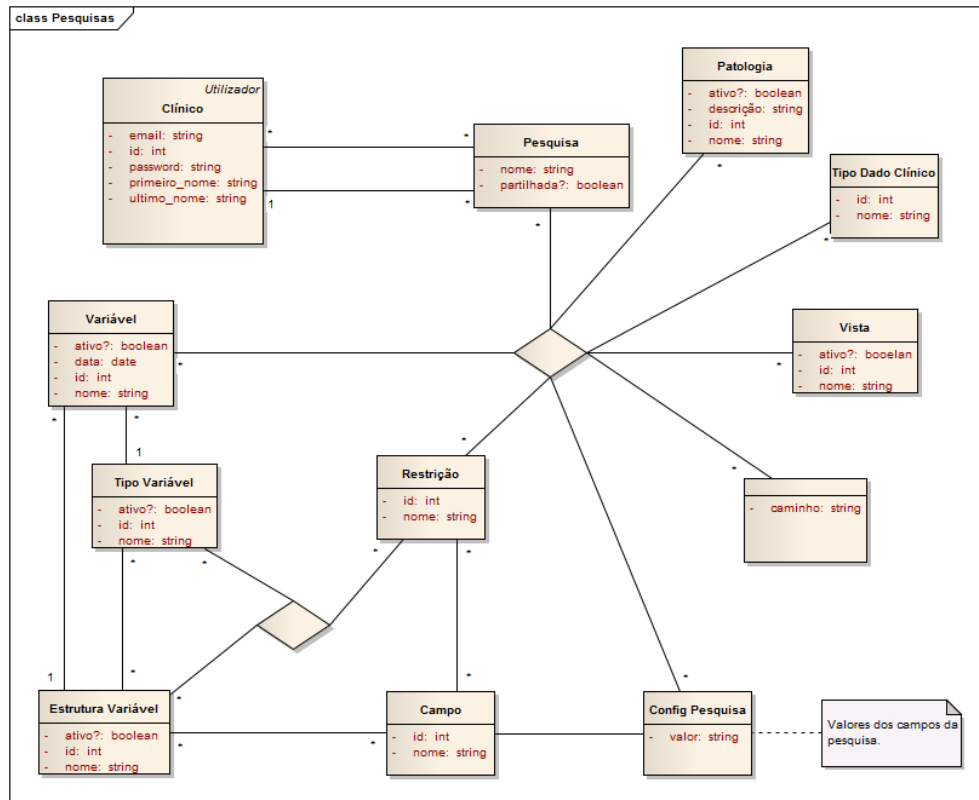 class Pesquisas
Utilizador
Clínico
- email: string
- id: int
- password: string
- primeiro_nome: string
- ultimo_nome: string
*
*
1
*
Pesquisa
- nome: string
- partilhada?: boolean
*
Patologia
- ativo?: boolean
- descrição: string
- id: int
- nome: string
*
Tipo Dado Clínico
- id: int
- nome: string
*
Variável
- ativo?: boolean
- data: date
- id: int
- nome: string
*
*
*
Vista
- ativo?: booelan
- id: int
- nome: string
*
1
Tipo Variável
- ativo?: boolean
- id: int
- nome: string
*
*
*
Restrição
- id: int
- nome: string
*
*
*
- caminho: string
1
*
*
*
*
Estrutura Variável
- ativo?: boolean
- id: int
- nome: string
*
*
Campo
- id: int
- nome: string
Config Pesquisa
- valor: string
Valores dos campos da
pesquisa.